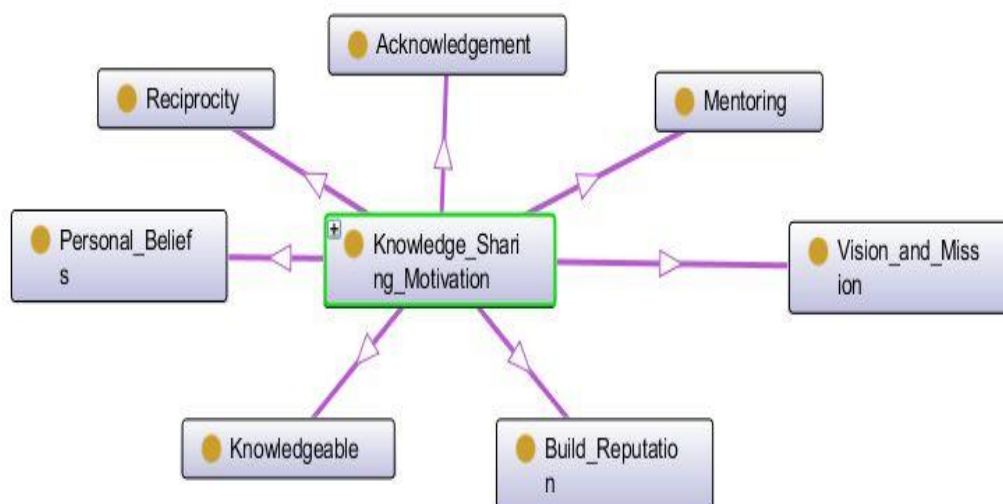 Acknowledgement
Reciprocity
Mentoring
Personal_Belief
s
Knowledge_Shari
ng_Motivation
Vision_and_Miss
ion
Knowledgeable
Build_Reputatio
n